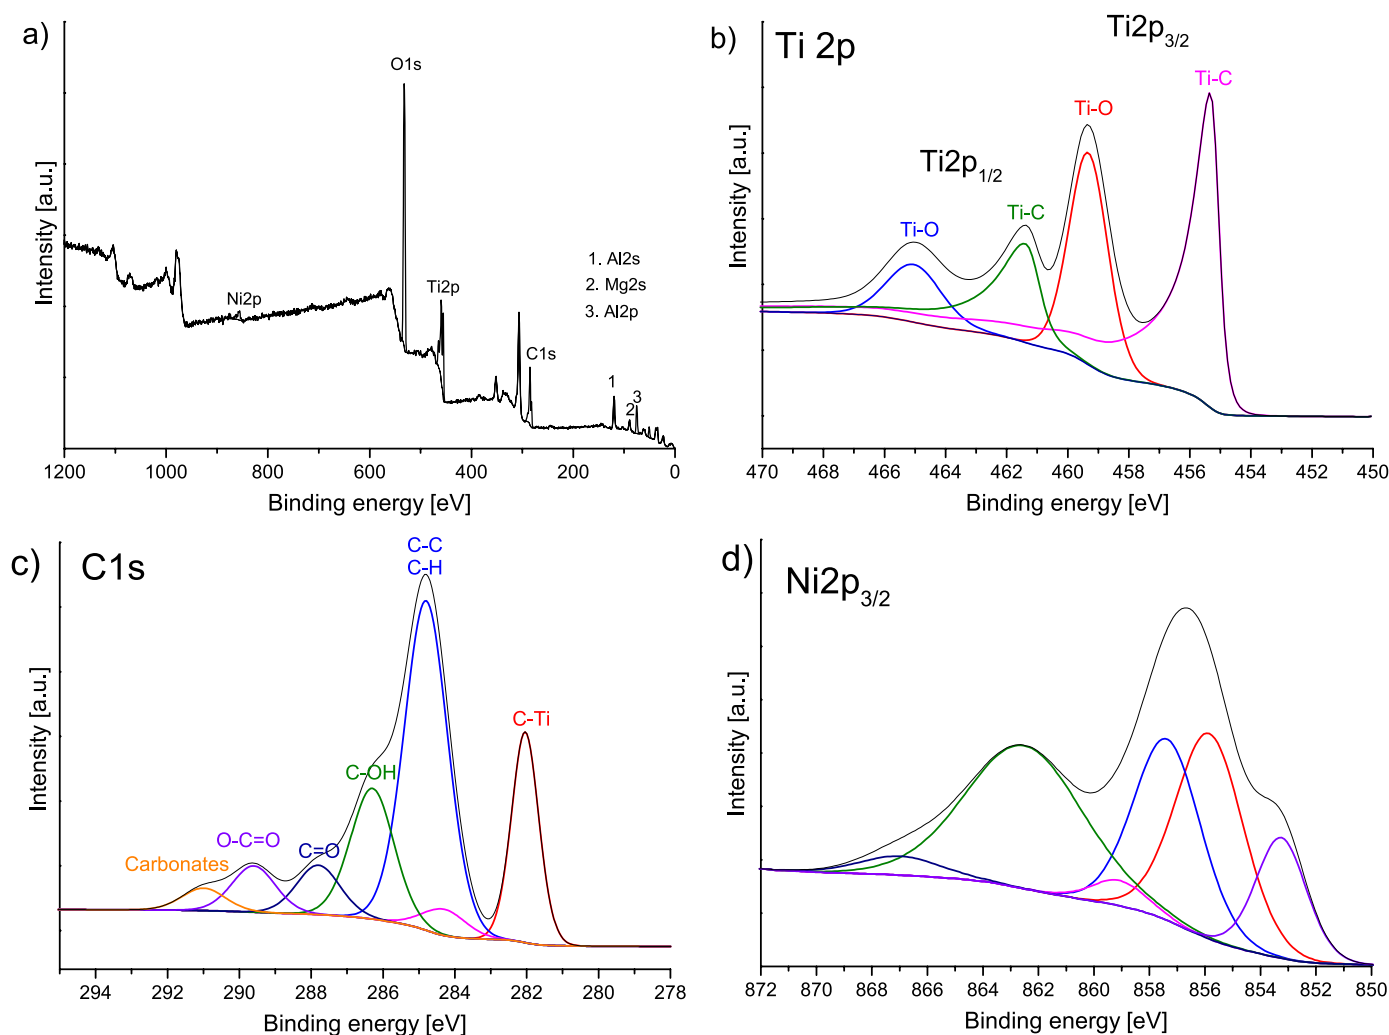 a)
O1s
Ni2p
Ti2p
C1s
1. Al2s
2. Mg2s
3. Al2p
1
2
3
Intensity [a.u.]
1200 1000 800 600 400 200 0
Binding energy [eV]
b)
Ti 2p
Ti2p3/2
Ti-C
Ti-O
Ti2p1/2
Ti-C
Ti-O
Intensity [a.u.]
470 468 466 464 462 460 458 456 454 452 450
Binding energy [eV]
c)
C1s
C-C
C-H
C-Ti
C-OH
O-C=O
C=O
Carbonates
Intensity [a.u.]
294 292 290 288 286 284 282 280 278
Binding energy [eV]
d)
Ni2p3/2
Intensity [a.u.]
872 870 868 866 864 862 860 858 856 854 852 850
Binding energy [eV]